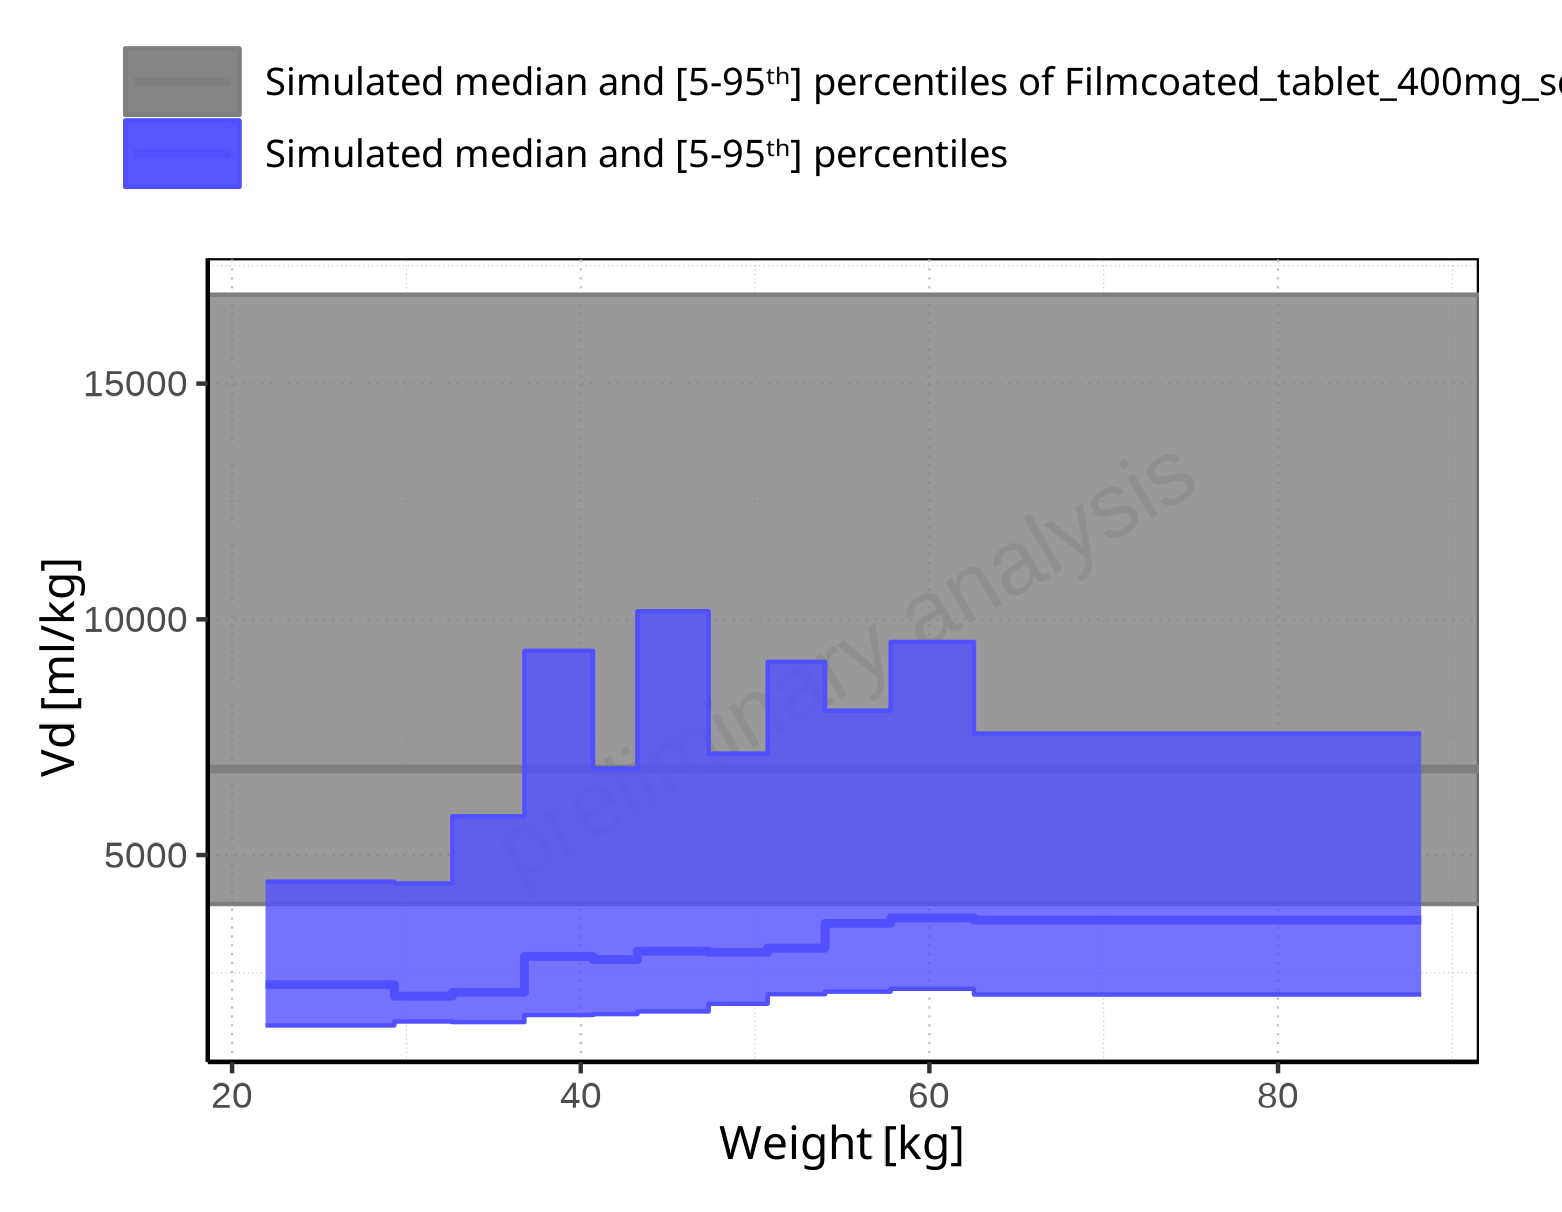 Simulated median and [5-95ᵗʰ] percentiles of Filmcoated_tablet_400mg_s
Simulated median and [5-95ᵗʰ] percentiles
15000
10000
5000
Vd [ml/kg]
preliminary analysis
20 40 60 80
Weight [kg]